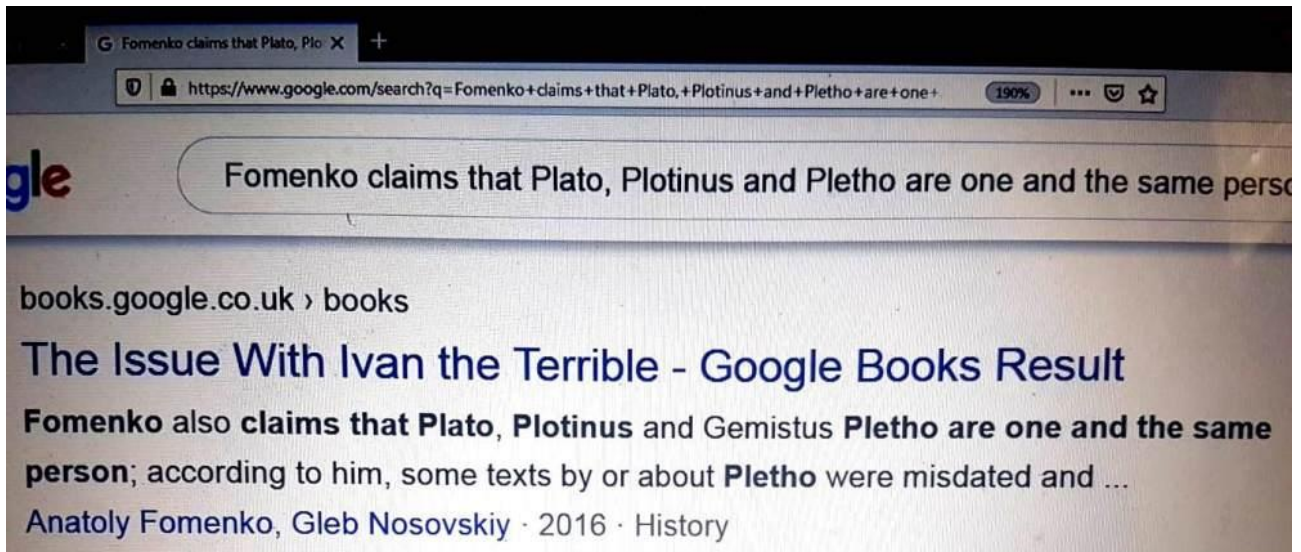 G Fomenko claims that Plato, Plo X +
https://www.google.com/search?q=Fomenko+claims+that+Plato,+Plotinus+and+Pletho+are+one+ 190% ...
gle Fomenko claims that Plato, Plotinus and Pletho are one and the same perso
books.google.co.uk › books
The Issue With Ivan the Terrible - Google Books Result
Fomenko also claims that Plato, Plotinus and Gemistus Pletho are one and the same
person; according to him, some texts by or about Pletho were misdated and ...
Anatoly Fomenko, Gleb Nosovskiy · 2016 · History